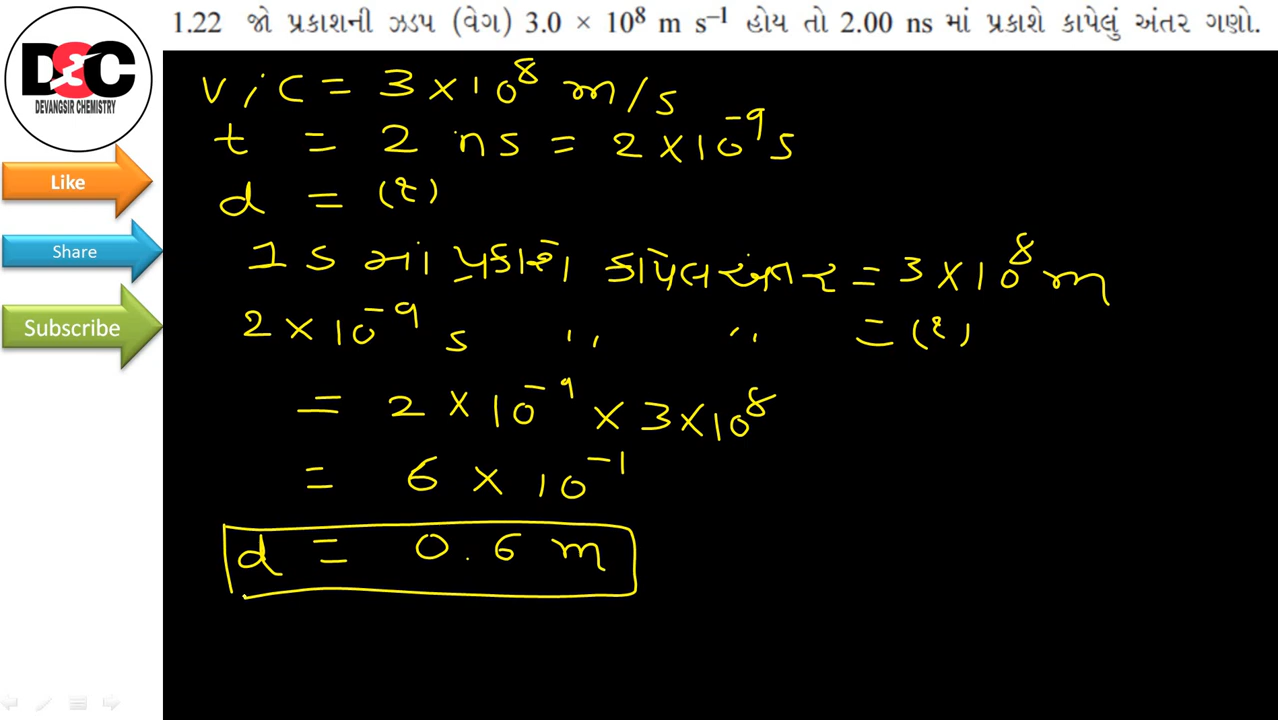 1.22 જો પ્રકાશની ઝડપ (વેગ) 3.0 × 10⁸ m s⁻¹ હોય તો 2.00 ns માં પ્રકાશે કાપેલું અંતર ગણો.
DSC
DEVANGSIR CHEMISTRY
Like
Share
Subscribe
v, c = 3 × 10⁸ m/s
t = 2 ns = 2 × 10⁻⁹ s
d = (?)
1 s માં પ્રકાશે કાપેલ અંતર = 3 × 10⁸ m
2 × 10⁻⁹ s ,, ,, = (?)
= 2 × 10⁻⁹ × 3 × 10⁸
= 6 × 10⁻¹
d = 0.6 m